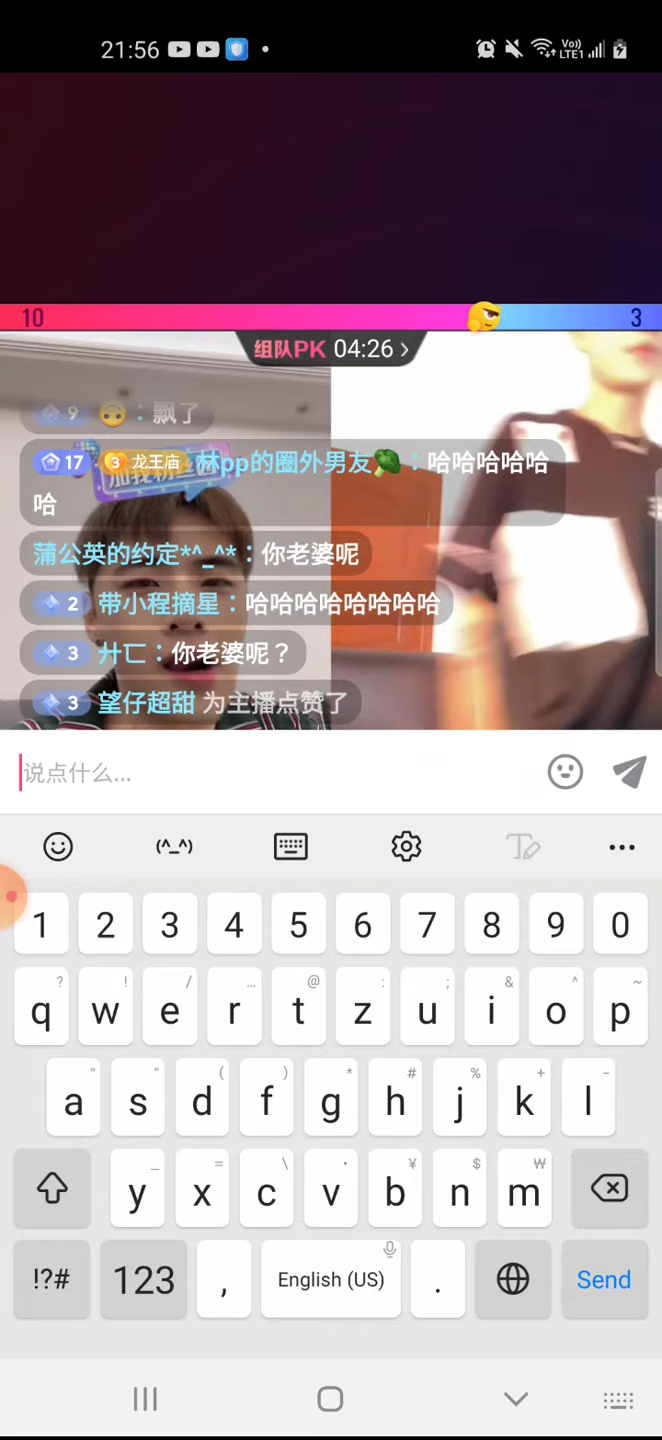 21:56
Vo))
LTE1
10
3
组队PK 04:26 ›
9 🙃：飘了
17 3 龙王庙 林pp的圈外男友🥦：哈哈哈哈哈
哈
蒲公英的约定*^_^*：你老婆呢
2 带小程摘星：哈哈哈哈哈哈哈哈
3 廾匸：你老婆呢？
3 望仔超甜 为主播点赞了
说点什么...
(^_^)
1 2 3 4 5 6 7 8 9 0
? ! / ... @ : ; & ^ ~
q w e r t z u i o p
" " ( ) * # % + -
a s d f g h j k l
_ = \ · ¥ $ ₩
y x c v b n m
!?# 123 , English (US) . Send